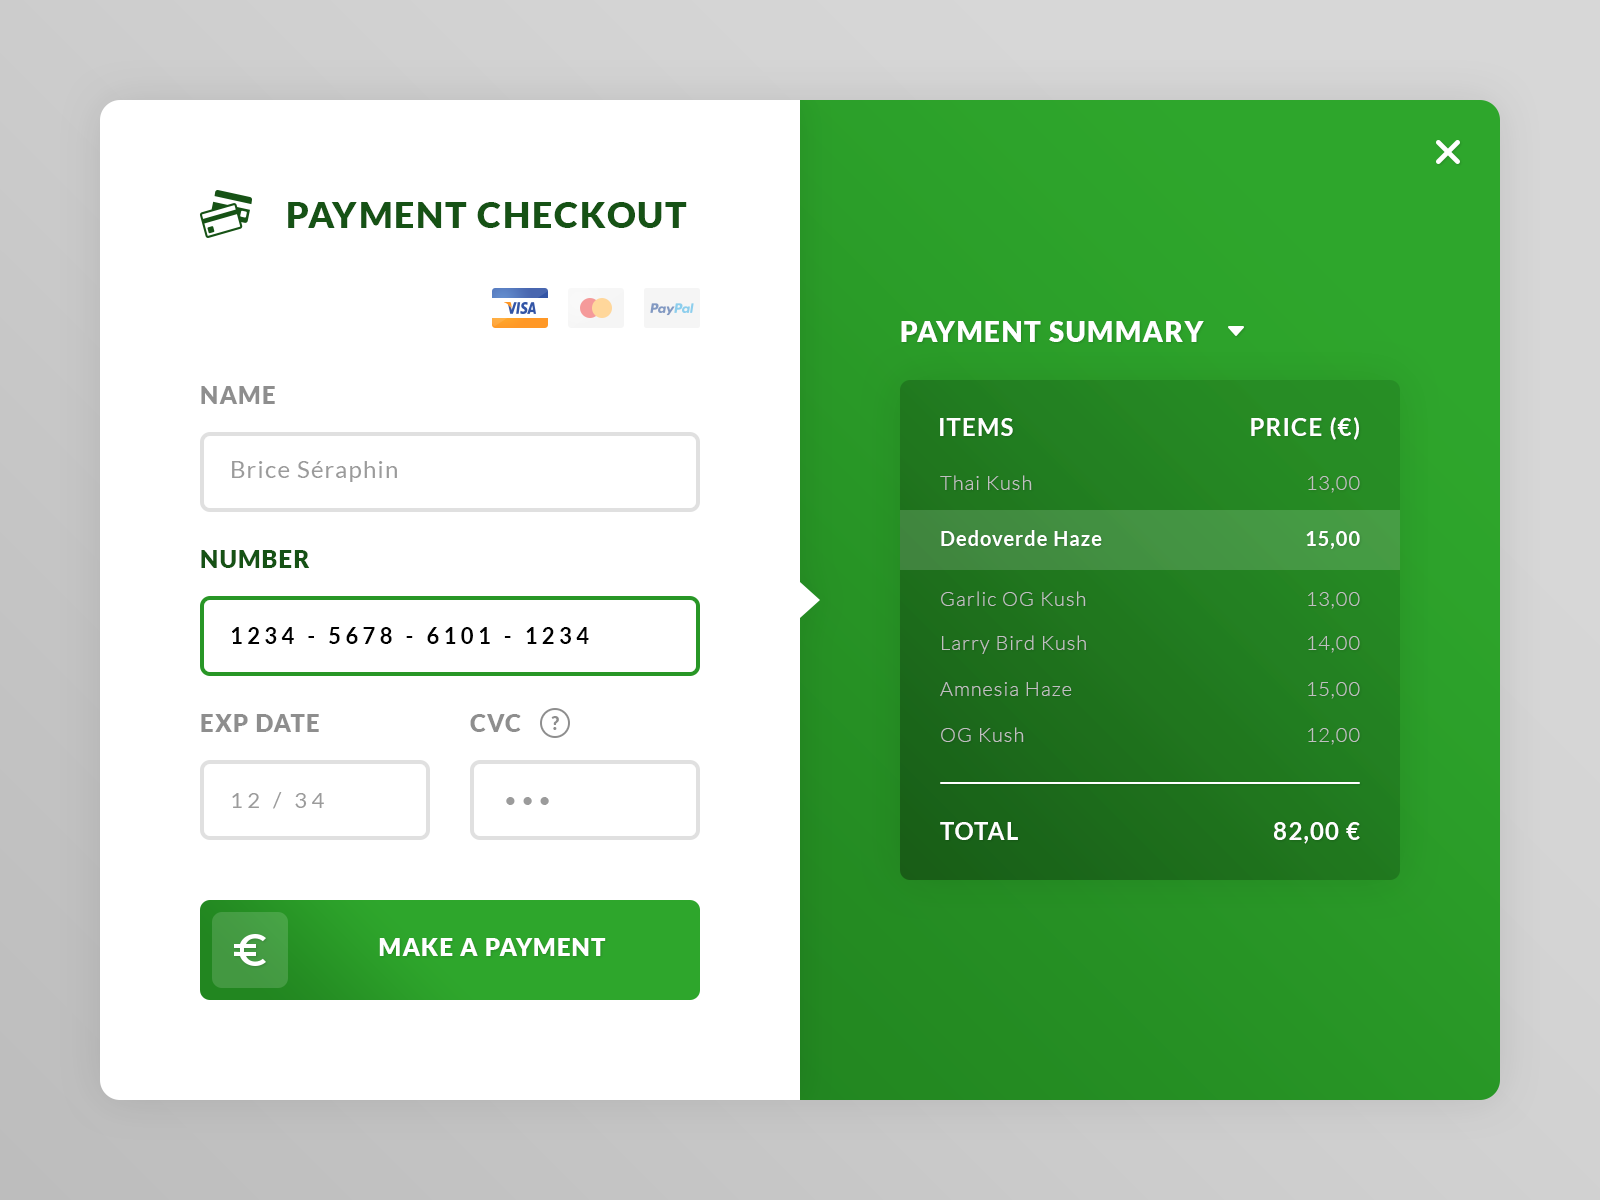 PAYMENT CHECKOUT
VISA
PayPal
NAME
Brice Séraphin
NUMBER
1234 - 5678 - 6101 - 1234
EXP DATE
CVC ?
12 / 34
•••
€ MAKE A PAYMENT
PAYMENT SUMMARY
ITEMS PRICE (€)
Thai Kush 13,00
Dedoverde Haze 15,00
Garlic OG Kush 13,00
Larry Bird Kush 14,00
Amnesia Haze 15,00
OG Kush 12,00
TOTAL 82,00 €